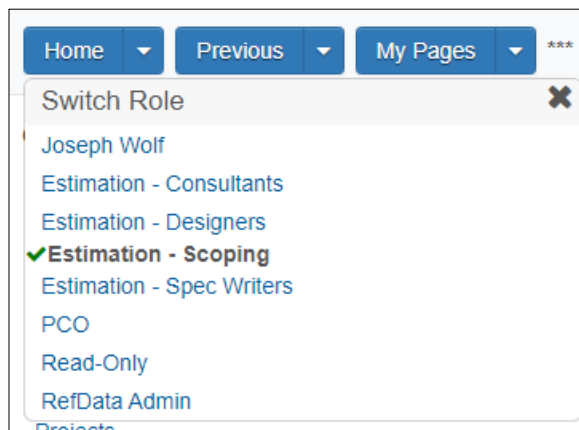 Home Previous My Pages ***
Switch Role
Joseph Wolf
Estimation - Consultants
Estimation - Designers
Estimation - Scoping
Estimation - Spec Writers
PCO
Read-Only
RefData Admin
Projects